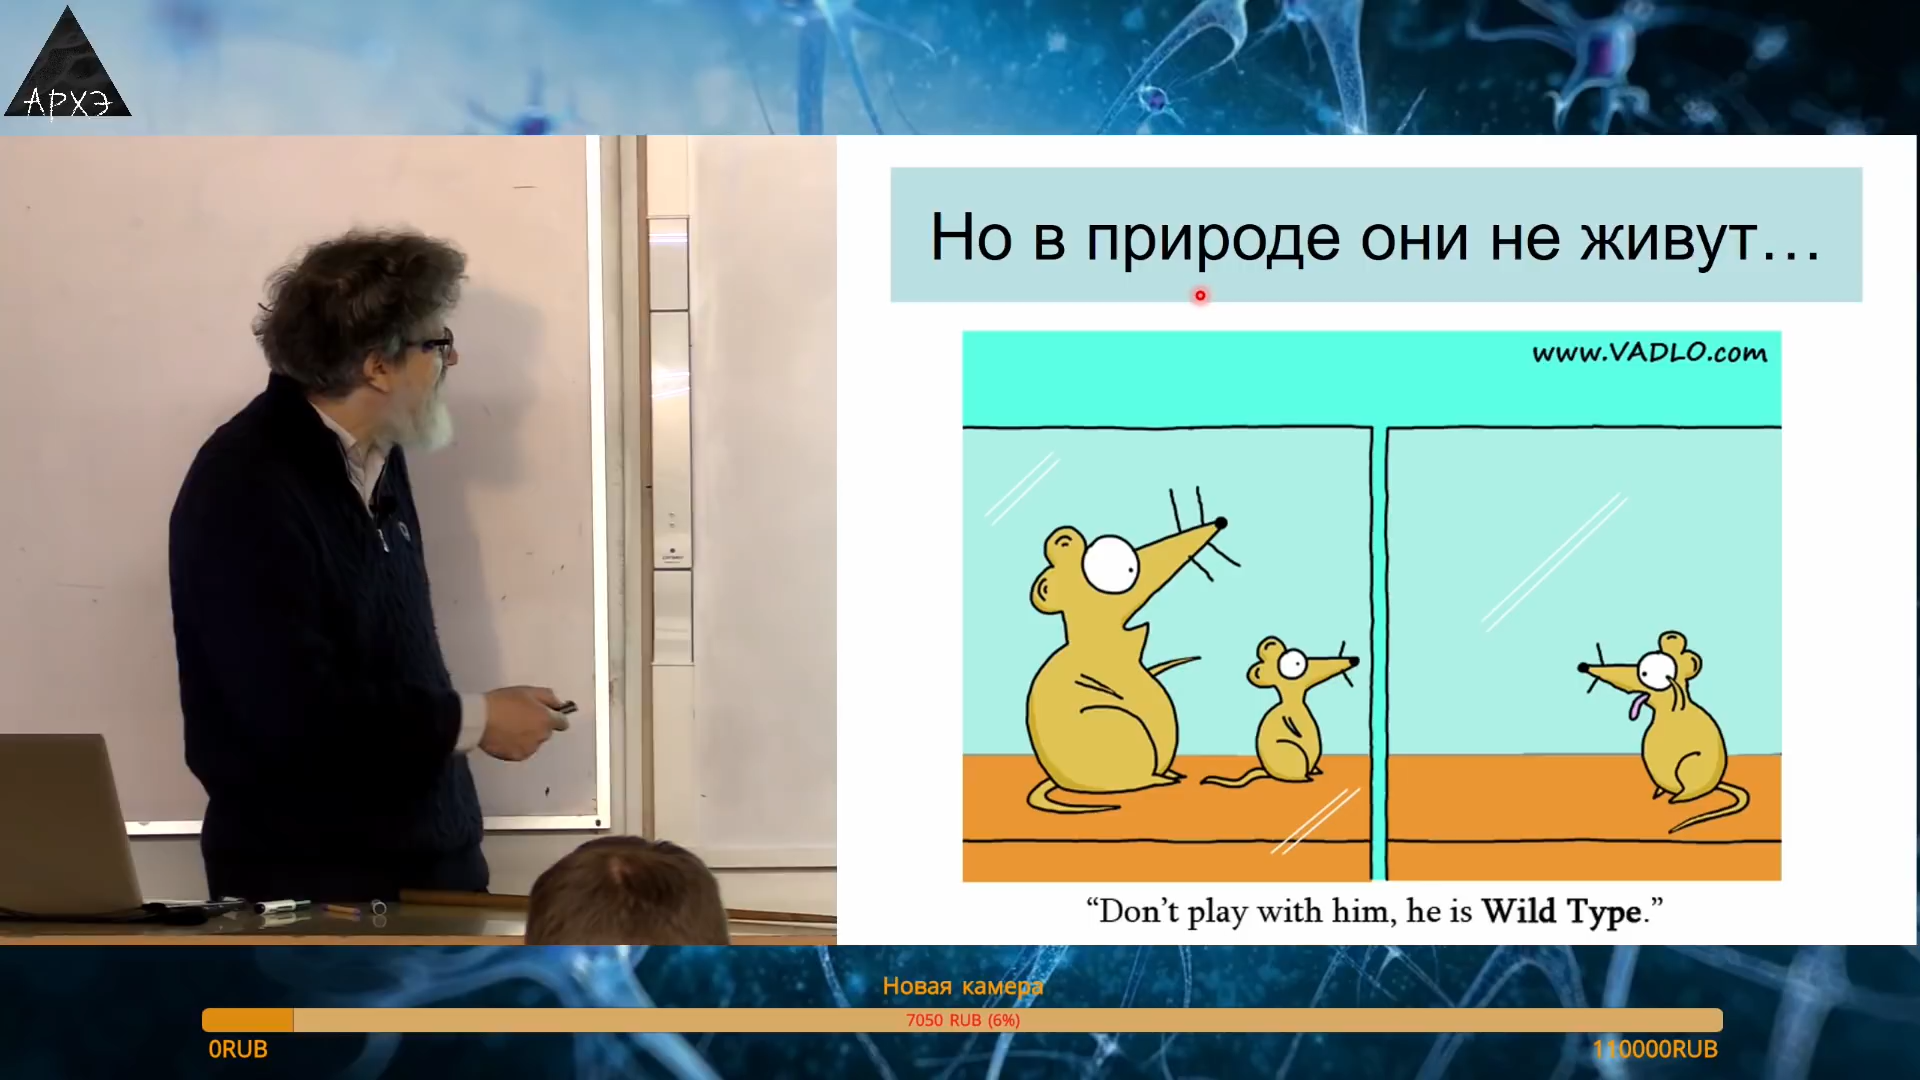 АРХЭ
Но в природе они не живут...
www.VADLO.com
“Don’t play with him, he is Wild Type.”
Новая камера
7050 RUB (6%)
0RUB
110000RUB